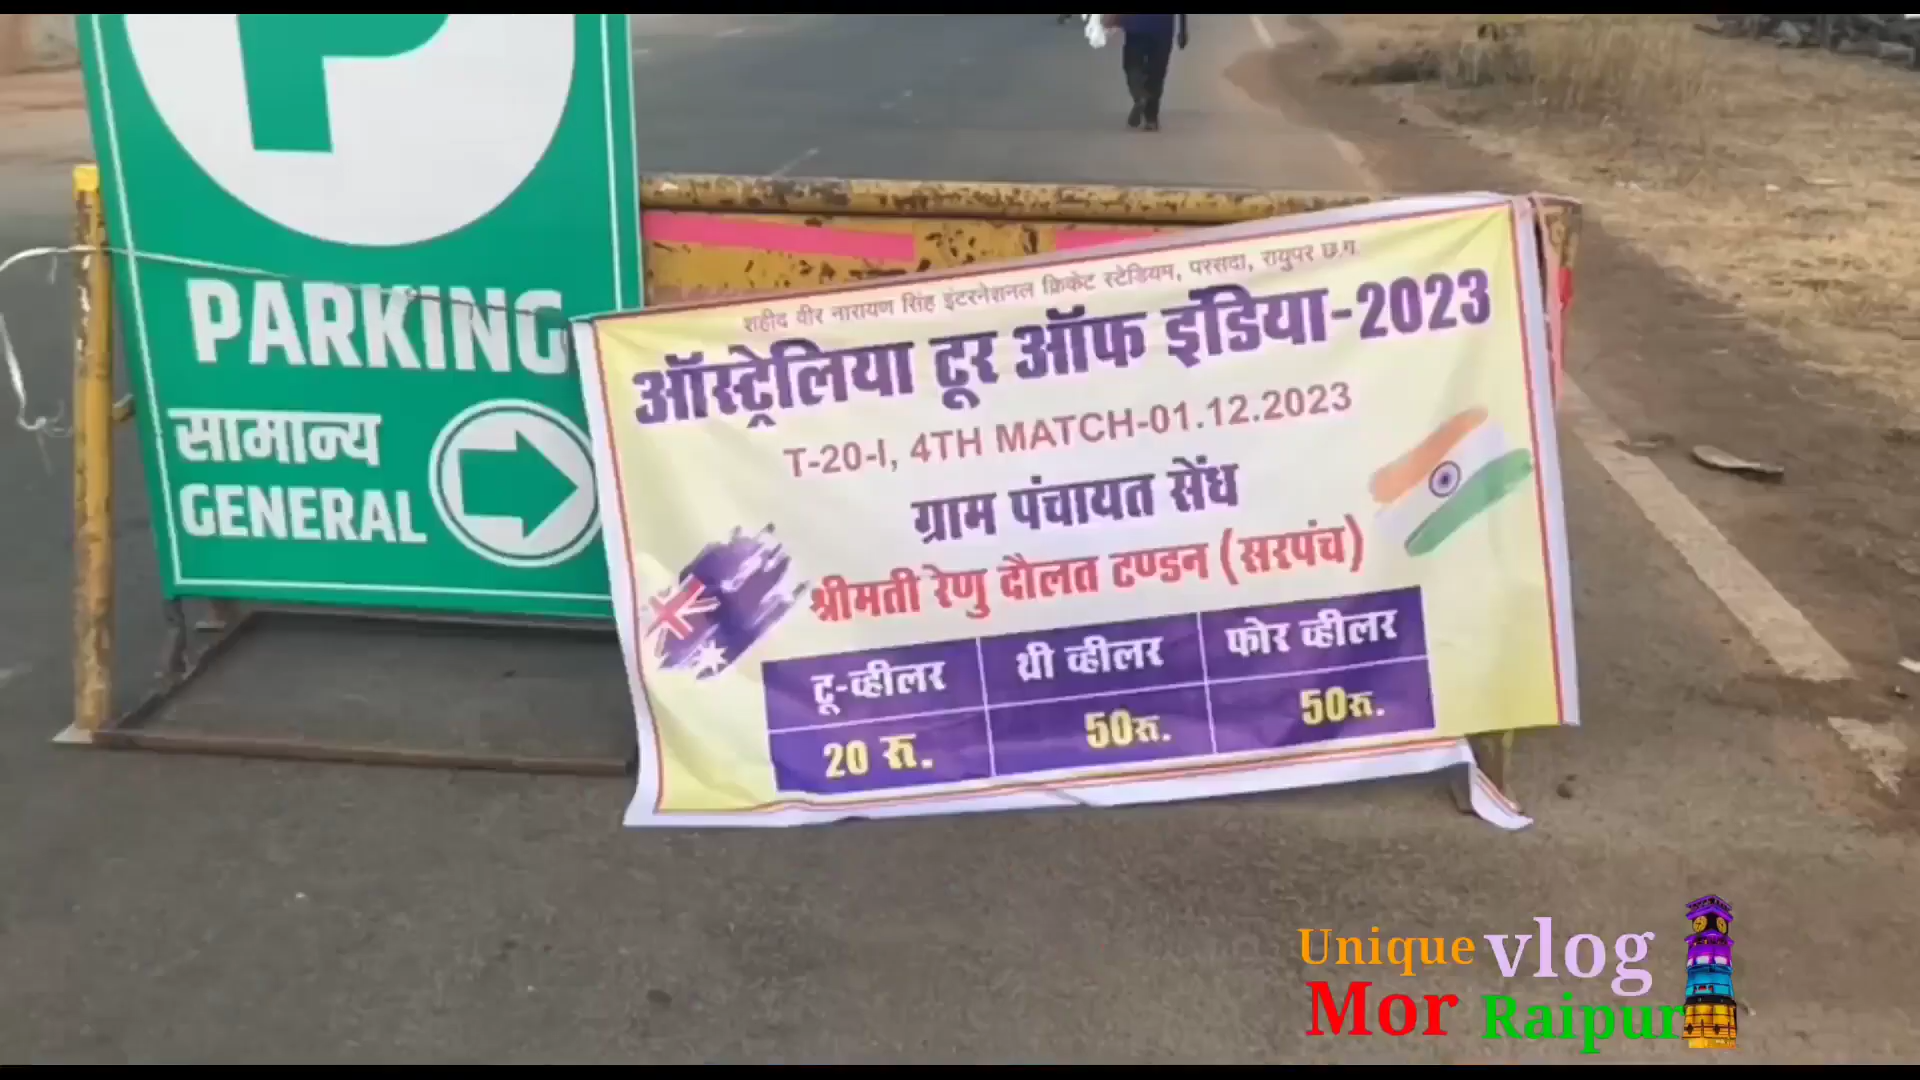 P
PARKING
सामान्य
GENERAL
शहीद वीर नारायण सिंह इंटरनेशनल क्रिकेट स्टेडियम, परसदा, रायपुर छ.ग.
ऑस्ट्रेलिया टूर ऑफ इंडिया-2023
T-20-I, 4TH MATCH-01.12.2023
ग्राम पंचायत सेंध
श्रीमती रेणु दौलत टण्डन (सरपंच)
टू-व्हीलर थ्री व्हीलर फोर व्हीलर
20 रु. 50रु. 50रु.
Unique vlog
Mor Raipur